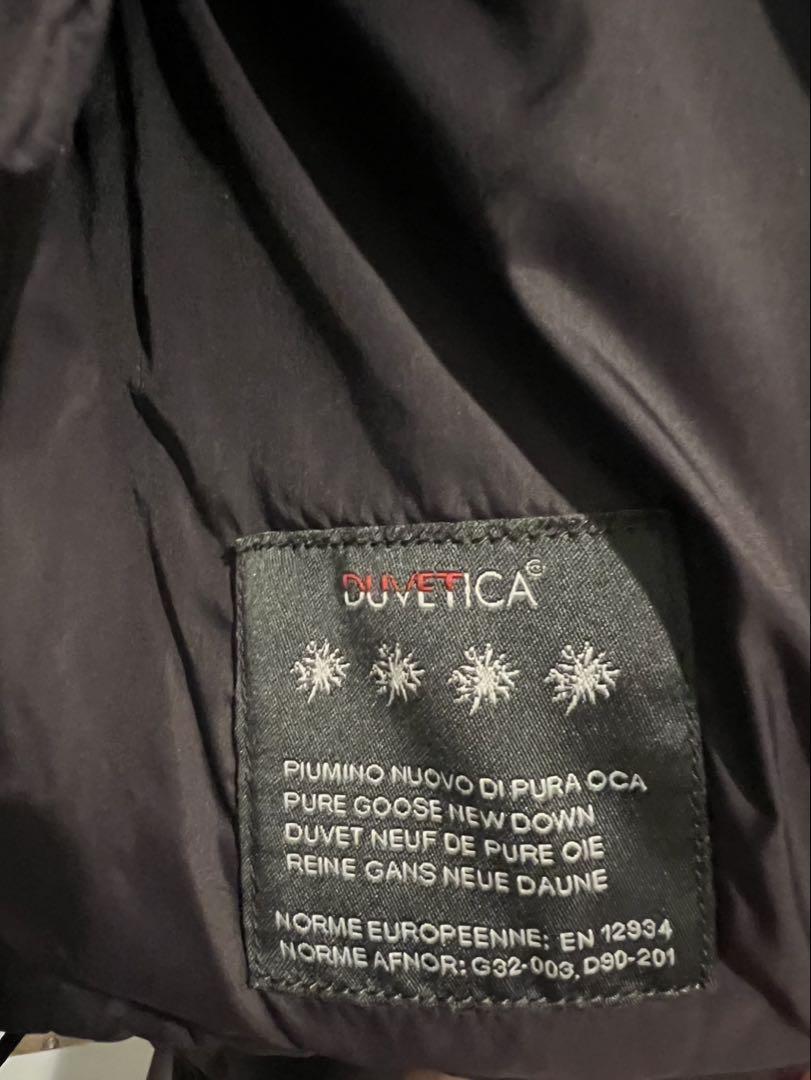 DUVETICA
PIUMINO NUOVO DI PURA OCA
PURE GOOSE NEW DOWN
DUVET NEUF DE PURE OIE
REINE GANS NEUE DAUNE
NORME EUROPEENNE: EN 12934
NORME AFNOR: G32-003, D90-201